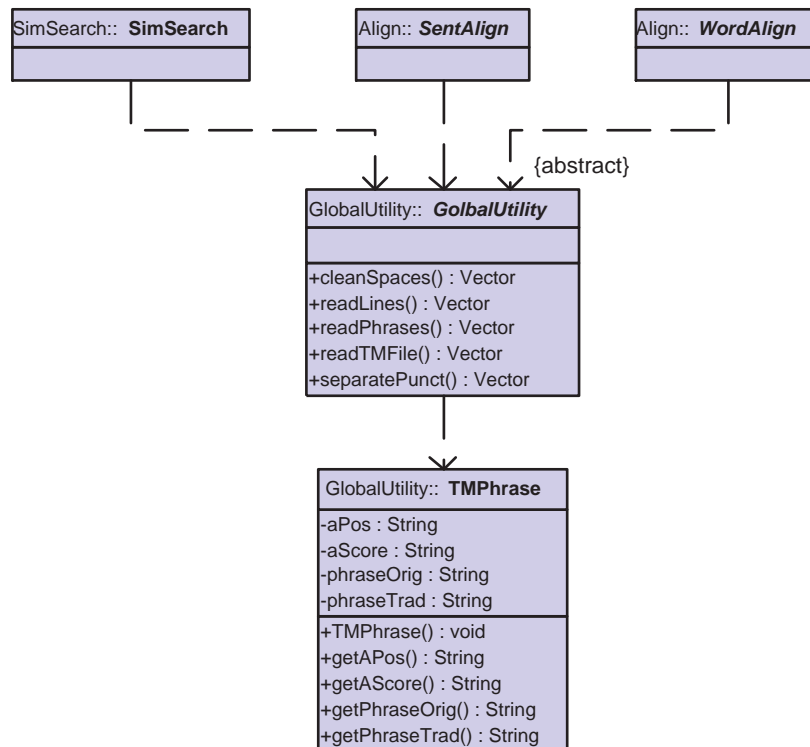 SimSearch:: SimSearch
Align:: SentAlign
Align:: WordAlign
{abstract}
GlobalUtility:: GolbalUtility
+cleanSpaces() : Vector
+readLines() : Vector
+readPhrases() : Vector
+readTMFile() : Vector
+separatePunct() : Vector
GlobalUtility:: TMPhrase
-aPos : String
-aScore : String
-phraseOrig : String
-phraseTrad : String
+TMPhrase() : void
+getAPos() : String
+getAScore() : String
+getPhraseOrig() : String
+getPhraseTrad() : String